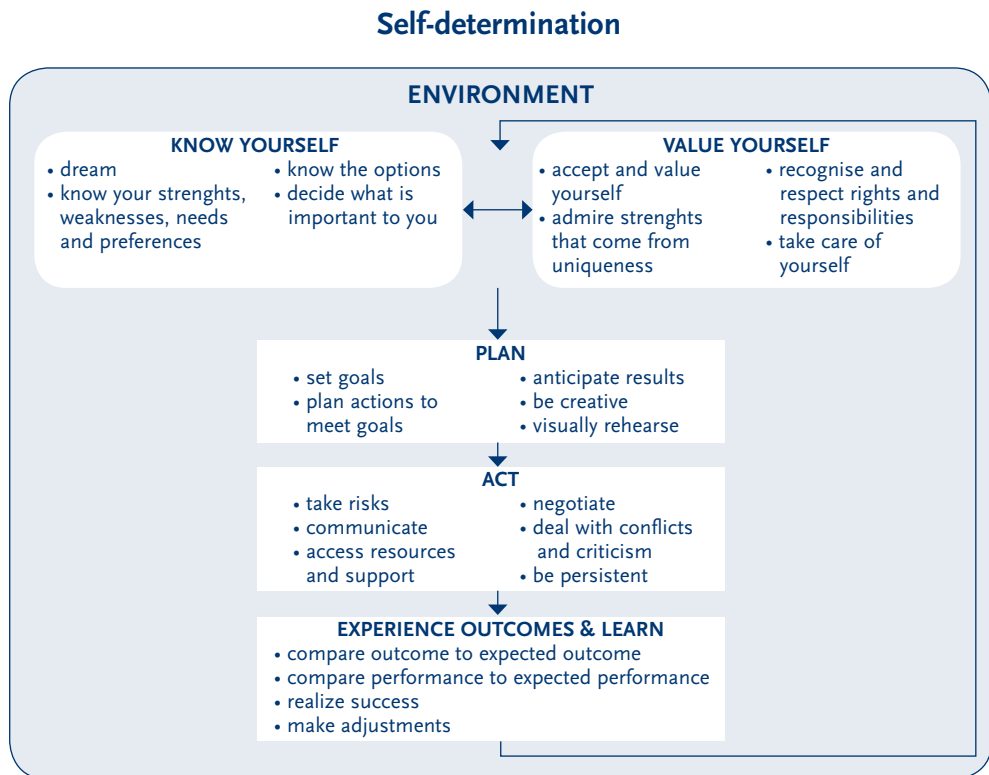 Self-determination
ENVIRONMENT
KNOW YOURSELF
• dream
• know your strenghts,
weaknesses, needs
and preferences
• know the options
• decide what is
important to you
VALUE YOURSELF
• accept and value
yourself
• admire strenghts
that come from
uniqueness
• recognise and
respect rights and
responsibilities
• take care of
yourself
PLAN
• set goals
• plan actions to
meet goals
• anticipate results
• be creative
• visually rehearse
ACT
• take risks
• communicate
• access resources
and support
• negotiate
• deal with conflicts
and criticism
• be persistent
EXPERIENCE OUTCOMES & LEARN
• compare outcome to expected outcome
• compare performance to expected performance
• realize success
• make adjustments